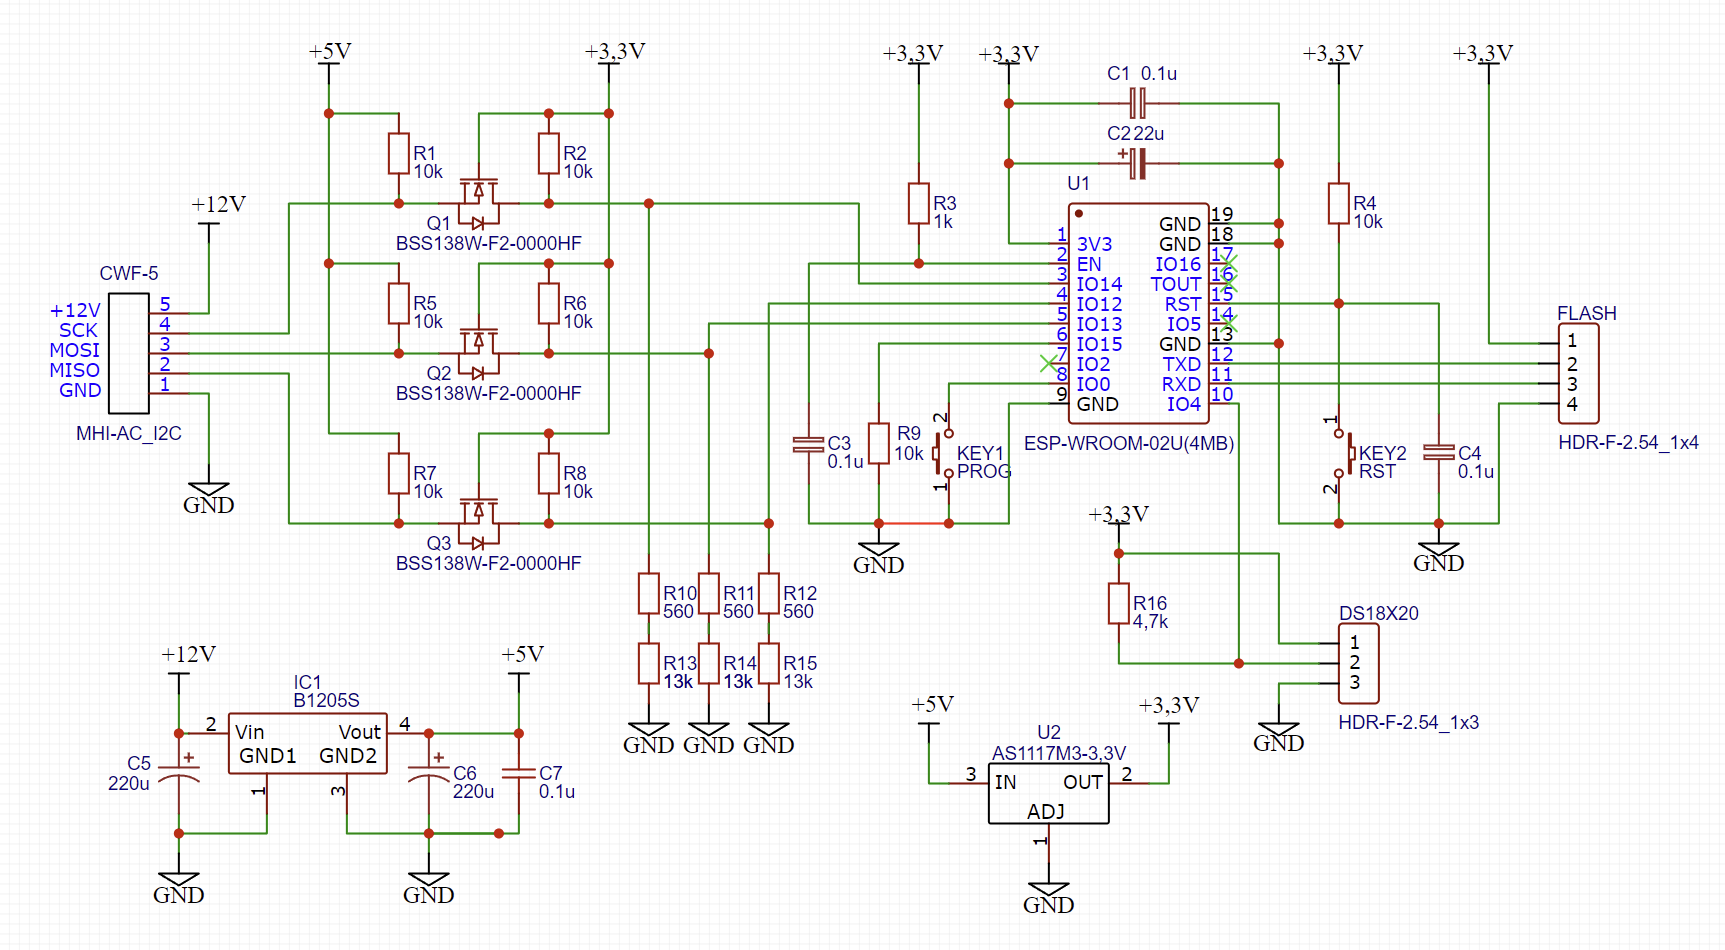 +5V
+3,3V
+3,3V
+3,3V
+3,3V
+3,3V
C1 0.1u
C2 22u
R1
10k
R2
10k
Q1
BSS138W-F2-0000HF
+12V
CWF-5
+12V 5
SCK 4
MOSI 3
MISO 2
GND 1
MHI-AC_I2C
GND
R5
10k
R6
10k
Q2
BSS138W-F2-0000HF
R7
10k
R8
10k
Q3
BSS138W-F2-0000HF
R3
1k
R4
10k
U1
1 3V3
2 EN
3 IO14
4 IO12
5 IO13
6 IO15
7 IO2
8 IO0
9 GND
GND 19
GND 18
IO16 17
TOUT 16
RST 15
IO5 14
GND 13
TXD 12
RXD 11
IO4 10
ESP-WROOM-02U(4MB)
C3
0.1u
R9
10k
2
KEY1
PROG
1
GND
1
KEY2
RST
2
C4
0.1u
GND
FLASH
1
2
3
4
HDR-F-2.54_1x4
R10
560
R11
560
R12
560
R13
13k
R14
13k
R15
13k
GND
GND
GND
+3,3V
R16
4,7k
DS18X20
1
2
3
HDR-F-2.54_1x3
GND
+12V
+5V
IC1
B1205S
2 Vin Vout 4
GND1 GND2
1 3
C5
220u
C6
220u
C7
0.1u
GND
GND
+5V
+3,3V
U2
AS1117M3-3,3V
3 IN OUT 2
ADJ
1
GND